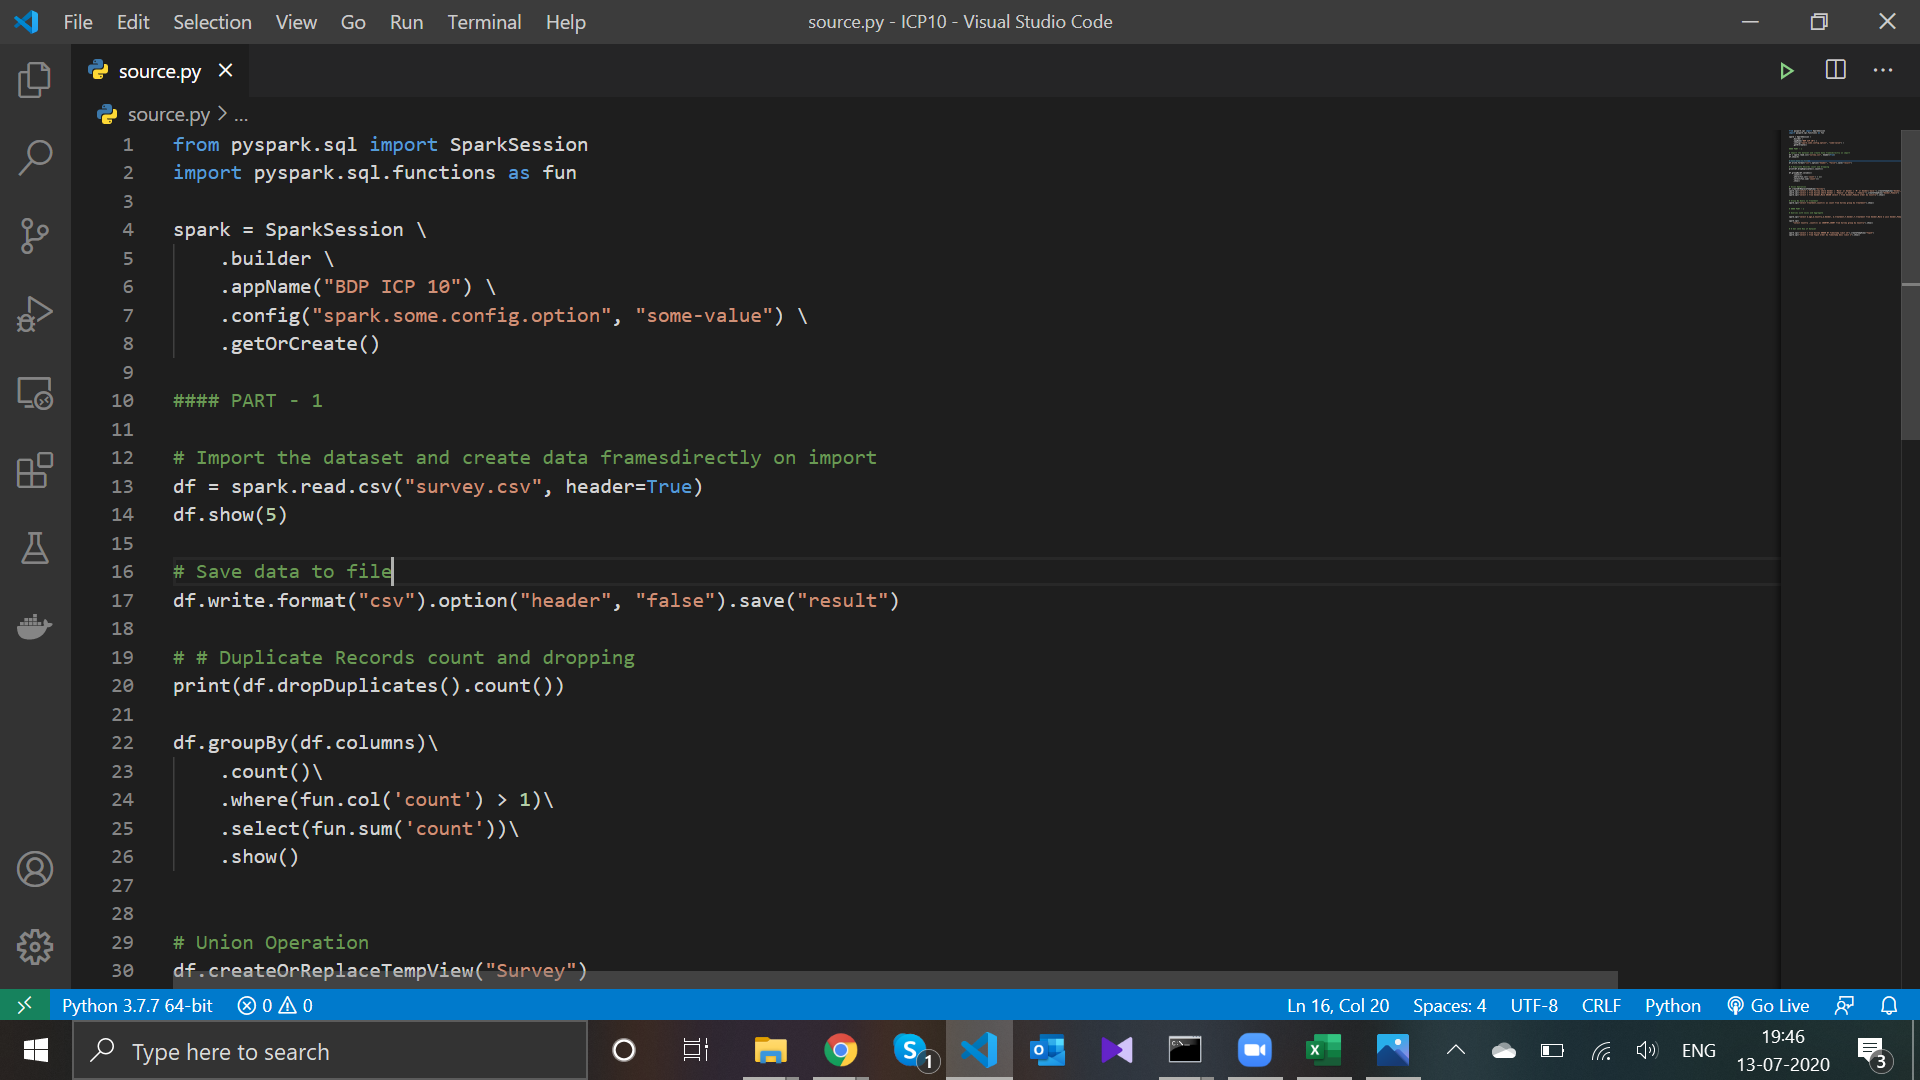 File Edit Selection View Go Run Terminal Help source.py - ICP10 - Visual Studio Code
source.py
source.py > ...
1 from pyspark.sql import SparkSession
2 import pyspark.sql.functions as fun
3
4 spark = SparkSession \
5     .builder \
6     .appName("BDP ICP 10") \
7     .config("spark.some.config.option", "some-value") \
8     .getOrCreate()
9
10 #### PART - 1
11
12 # Import the dataset and create data framesdirectly on import
13 df = spark.read.csv("survey.csv", header=True)
14 df.show(5)
15
16 # Save data to file
17 df.write.format("csv").option("header", "false").save("result")
18
19 # # Duplicate Records count and dropping
20 print(df.dropDuplicates().count())
21
22 df.groupBy(df.columns)\
23     .count()\
24     .where(fun.col('count') > 1)\
25     .select(fun.sum('count'))\
26     .show()
27
28
29 # Union Operation
30 df.createOrReplaceTempView("Survey")
Python 3.7.7 64-bit 0 0 Ln 16, Col 20 Spaces: 4 UTF-8 CRLF Python Go Live
Type here to search 1 ENG 19:46 3
13-07-2020